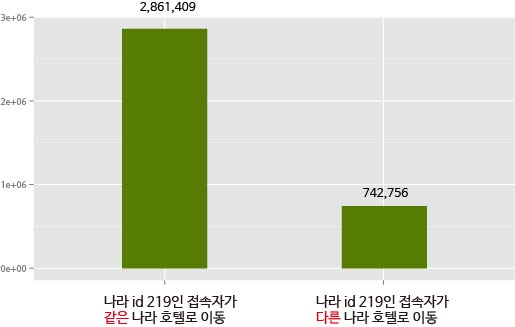 2,861,409
3e+06
2e+06
742,756
1e+06
0e+00
나라 id 219인 접속자가
같은 나라 호텔로 이동
나라 id 219인 접속자가
다른 나라 호텔로 이동